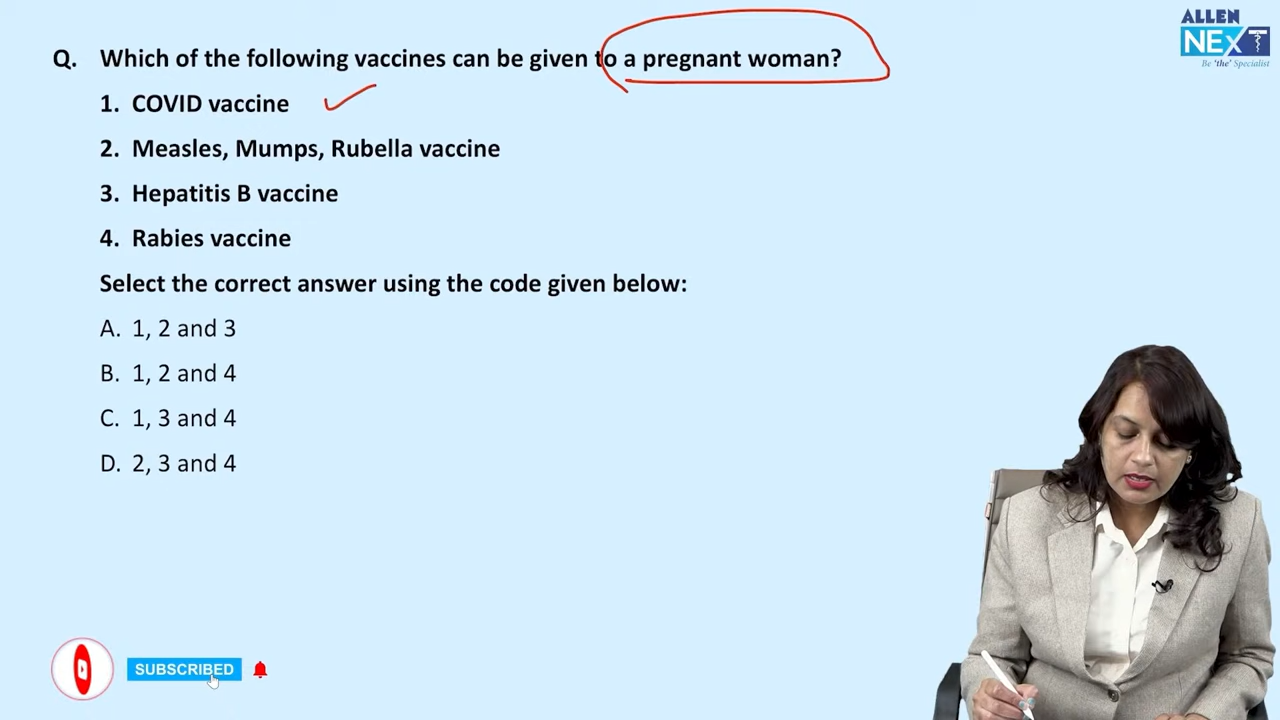 ALLEN
NExT
Be 'the' Specialist
Q. Which of the following vaccines can be given to a pregnant woman?
1. COVID vaccine
2. Measles, Mumps, Rubella vaccine
3. Hepatitis B vaccine
4. Rabies vaccine
Select the correct answer using the code given below:
A. 1, 2 and 3
B. 1, 2 and 4
C. 1, 3 and 4
D. 2, 3 and 4
SUBSCRIBED